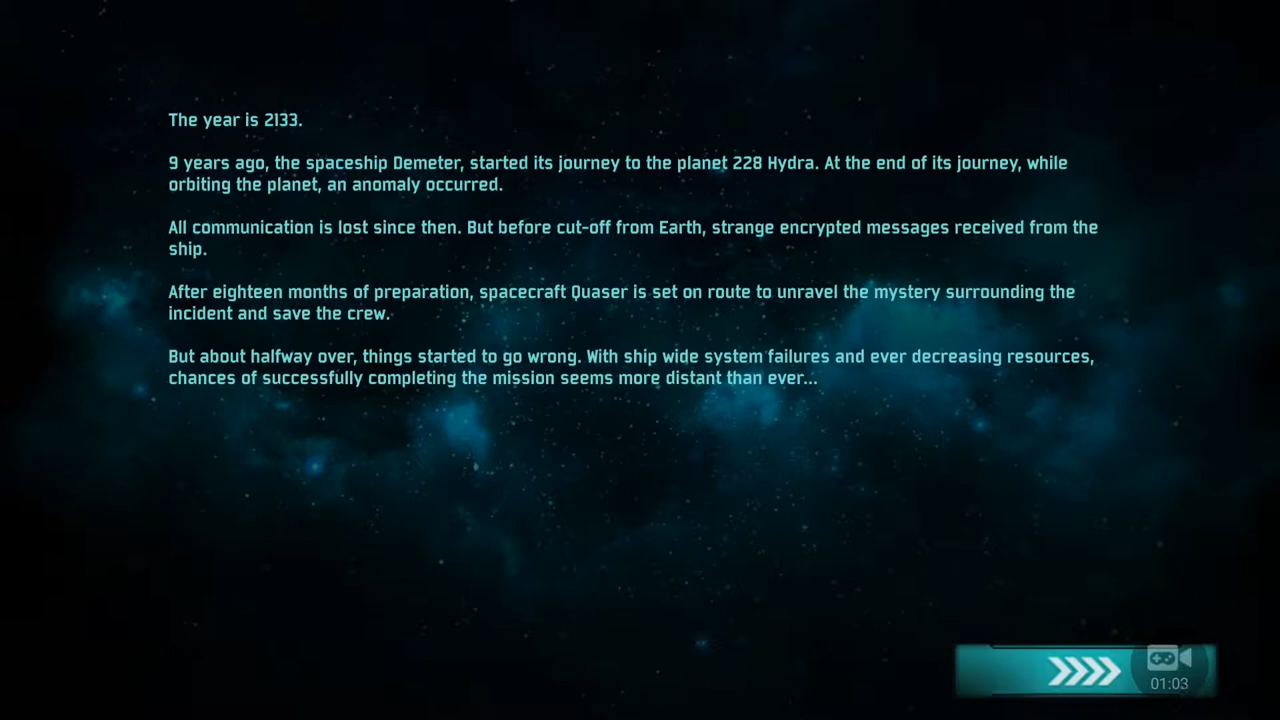 The year is 2133.
9 years ago, the spaceship Demeter, started its journey to the planet 228 Hydra. At the end of its journey, while
orbiting the planet, an anomaly occurred.
All communication is lost since then. But before cut-off from Earth, strange encrypted messages received from the
ship.
After eighteen months of preparation, spacecraft Quaser is set on route to unravel the mystery surrounding the
incident and save the crew.
But about halfway over, things started to go wrong. With ship wide system failures and ever decreasing resources,
chances of successfully completing the mission seems more distant than ever...
01:03